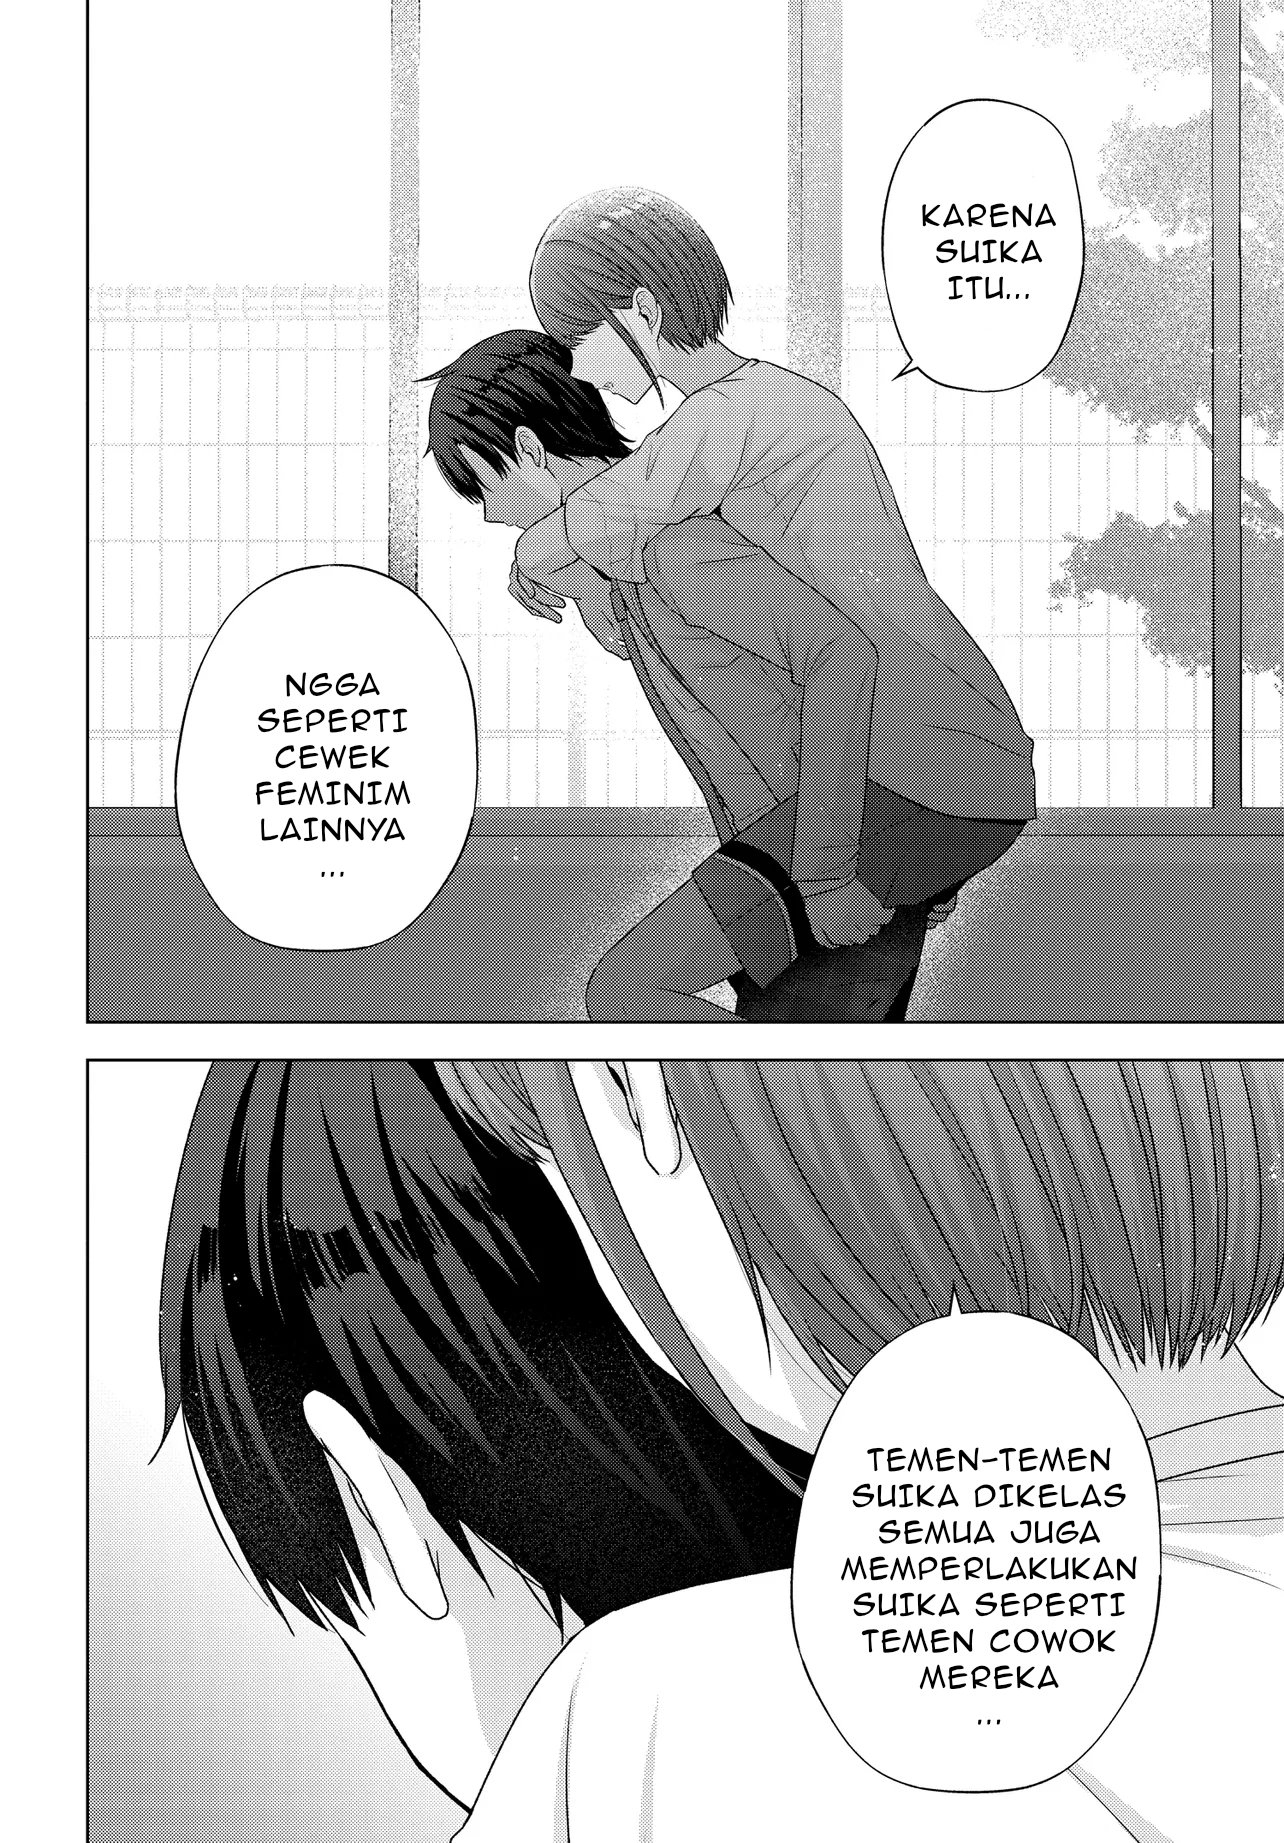 KARENA
SUIKA
ITU...
NGGA
SEPERTI
CEWEK
FEMINIM
LAINNYA
...
TEMEN-TEMEN
SUIKA DIKELAS
SEMUA JUGA
MEMPERLAKUKAN
SUIKA SEPERTI
TEMEN COWOK
MEREKA
...